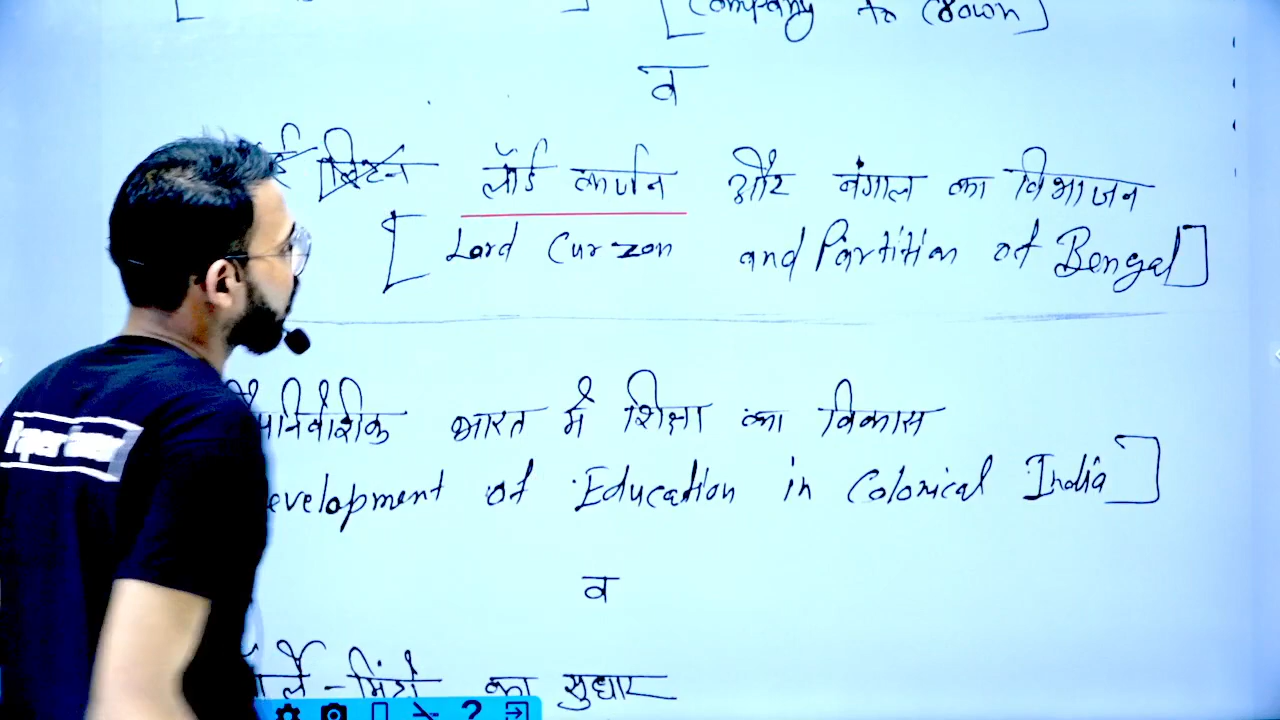 [Company to Crown]
व
लॉर्ड कर्जन और बंगाल का विभाजन
[Lord Curzon and Partition of Bengal]
भारत में शिक्षा का विकास
of Education in Colonical India]
व
का सुधार